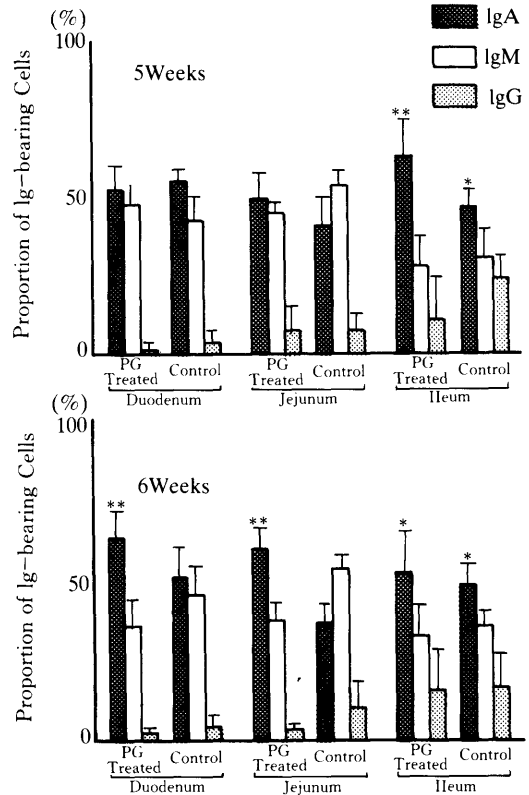 (%)
100
50
0
Proportion of Ig-bearing Cells
5Weeks
IgA
IgM
IgG
**
*
PG Treated
Control
PG Treated
Control
PG Treated
Control
Duodenum
Jejunum
IIeum
(%)
100
50
0
Proportion of Ig-bearing Cells
6Weeks
**
**
*
*
PG Treated
Control
PG Treated
Control
PG Treated
Control
Duodenum
Jejunum
IIeum